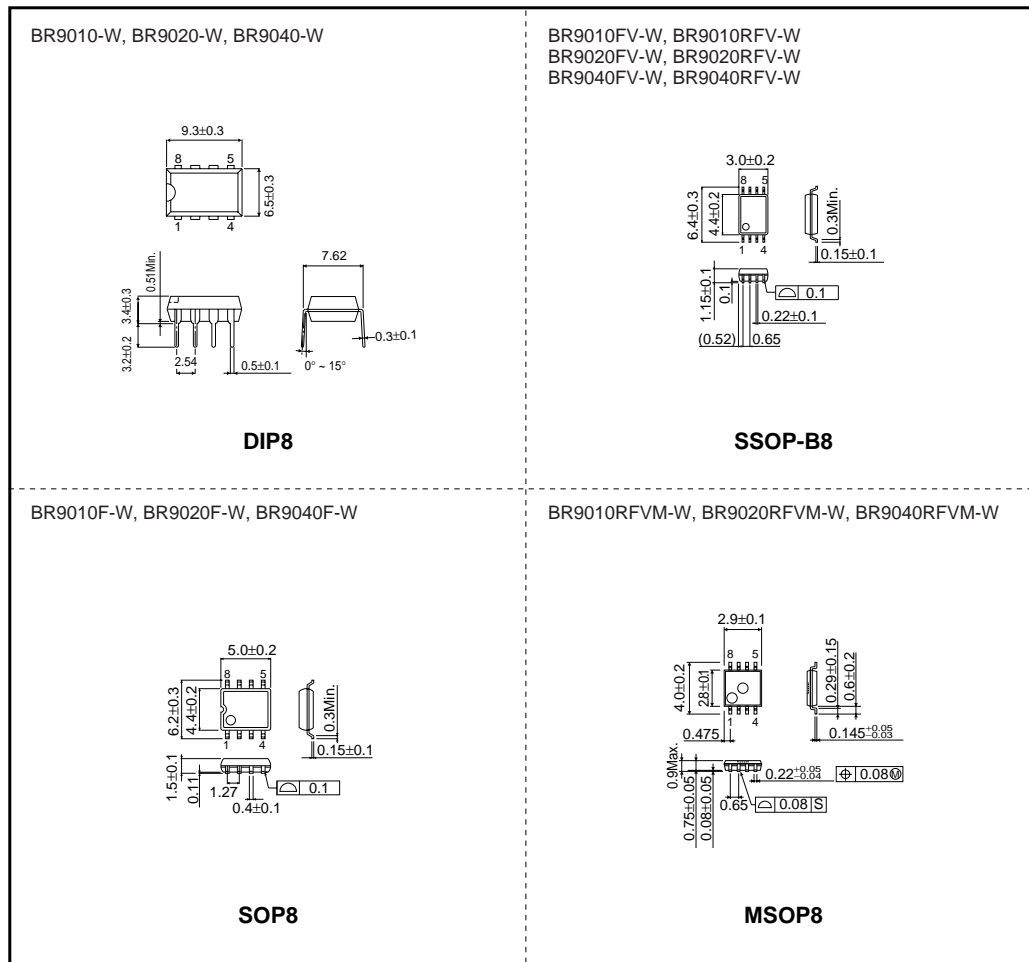 BR9010-W, BR9020-W, BR9040-W
9.3±0.3
8 5
6.5±0.3
1 4
0.51Min.
3.4±0.3
3.2±0.2
2.54
0.5±0.1
7.62
0.3±0.1
0° ~ 15°
DIP8
BR9010FV-W, BR9010RFV-W
BR9020FV-W, BR9020RFV-W
BR9040FV-W, BR9040RFV-W
3.0±0.2
8 5
6.4±0.3
4.4±0.2
1 4
0.3Min.
0.15±0.1
1.15±0.1
0.1
0.1
0.22±0.1
(0.52)
0.65
SSOP-B8
BR9010F-W, BR9020F-W, BR9040F-W
5.0±0.2
8 5
6.2±0.3
4.4±0.2
1 4
0.3Min.
0.15±0.1
1.5±0.1
0.11
1.27
0.4±0.1
0.1
SOP8
BR9010RFVM-W, BR9020RFVM-W, BR9040RFVM-W
2.9±0.1
8 5
4.0±0.2
2.8±0.1
1 4
0.475
0.29±0.15
0.6±0.2
0.145+0.05−0.03
0.9Max.
0.75±0.05
0.08±0.05
0.65
0.22+0.05−0.04
0.08Ⓜ
0.08 S
MSOP8